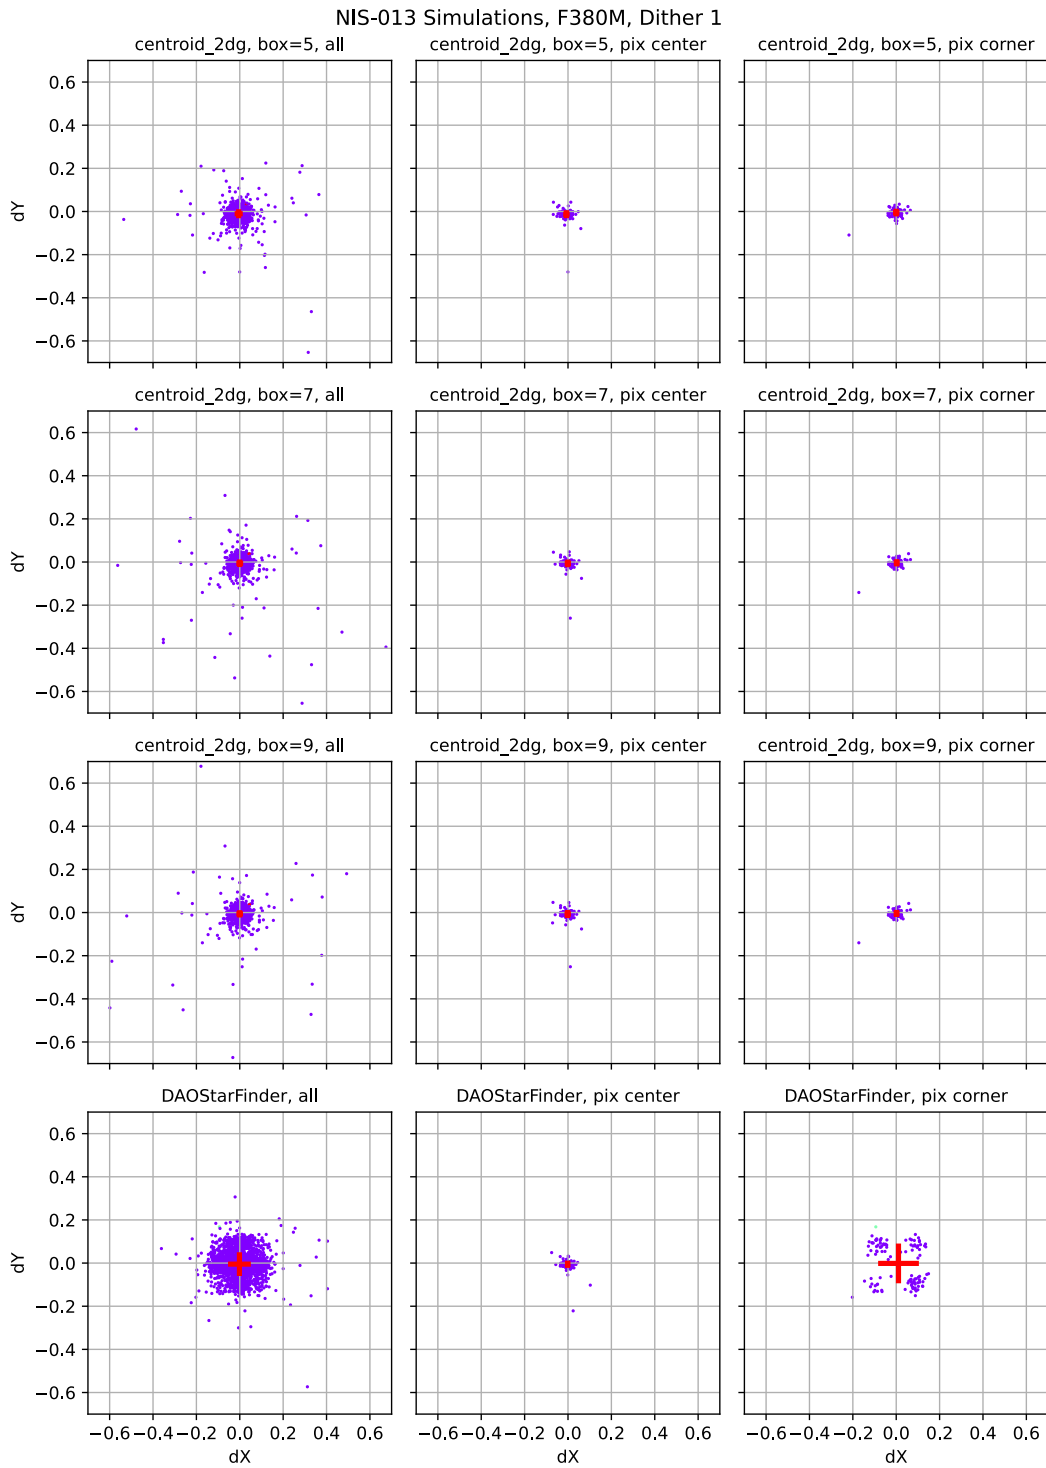 NIS-013 Simulations, F380M, Dither 1
centroid_2dg, box=5, all
centroid_2dg, box=5, pix center
centroid_2dg, box=5, pix corner
0.6
0.4
0.2
0.0
−0.2
−0.4
−0.6
dY
centroid_2dg, box=7, all
centroid_2dg, box=7, pix center
centroid_2dg, box=7, pix corner
0.6
0.4
0.2
0.0
−0.2
−0.4
−0.6
dY
centroid_2dg, box=9, all
centroid_2dg, box=9, pix center
centroid_2dg, box=9, pix corner
0.6
0.4
0.2
0.0
−0.2
−0.4
−0.6
dY
DAOStarFinder, all
DAOStarFinder, pix center
DAOStarFinder, pix corner
0.6
0.4
0.2
0.0
−0.2
−0.4
−0.6
dY
−0.6 −0.4 −0.2 0.0 0.2 0.4 0.6
dX
−0.6 −0.4 −0.2 0.0 0.2 0.4 0.6
dX
−0.6 −0.4 −0.2 0.0 0.2 0.4 0.6
dX